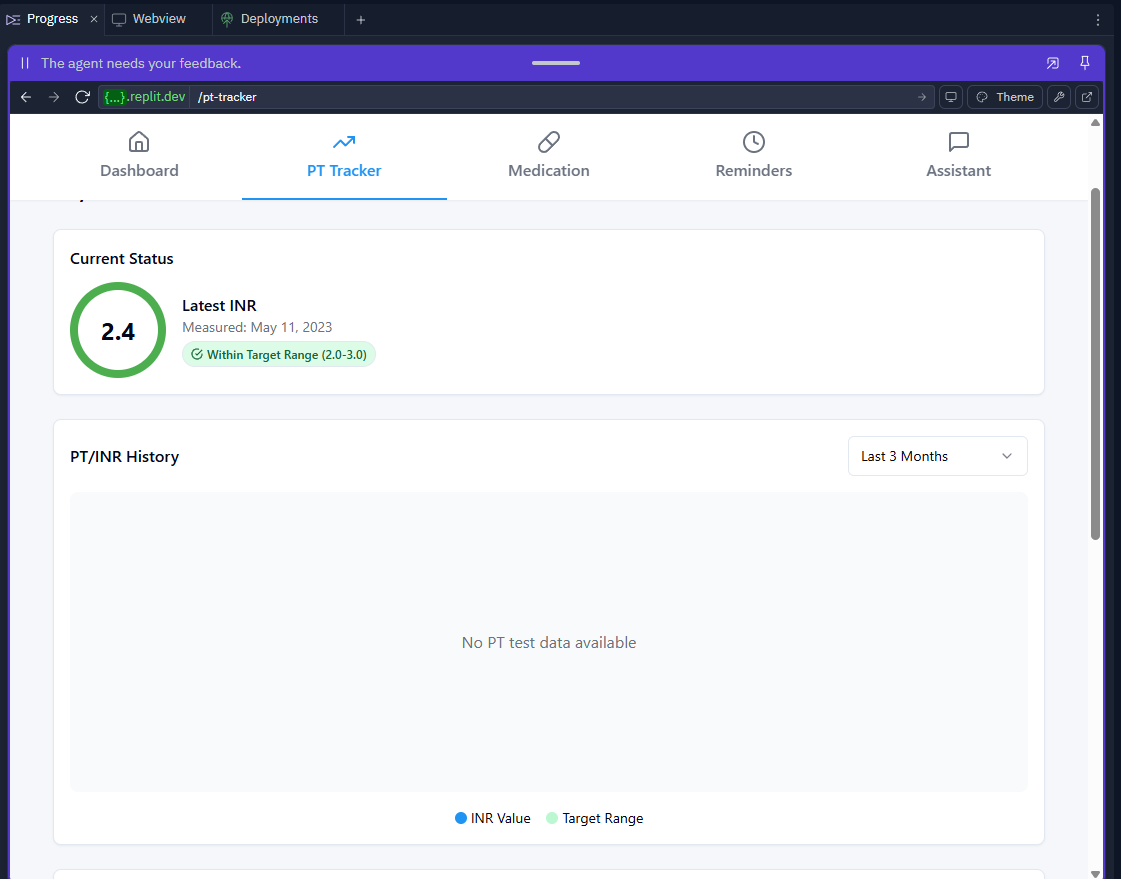 Progress
Webview
Deployments
The agent needs your feedback.
{...}.replit.dev /pt-tracker
Theme
Dashboard
PT Tracker
Medication
Reminders
Assistant
Current Status
2.4
Latest INR
Measured: May 11, 2023
Within Target Range (2.0-3.0)
PT/INR History
Last 3 Months
No PT test data available
INR Value
Target Range